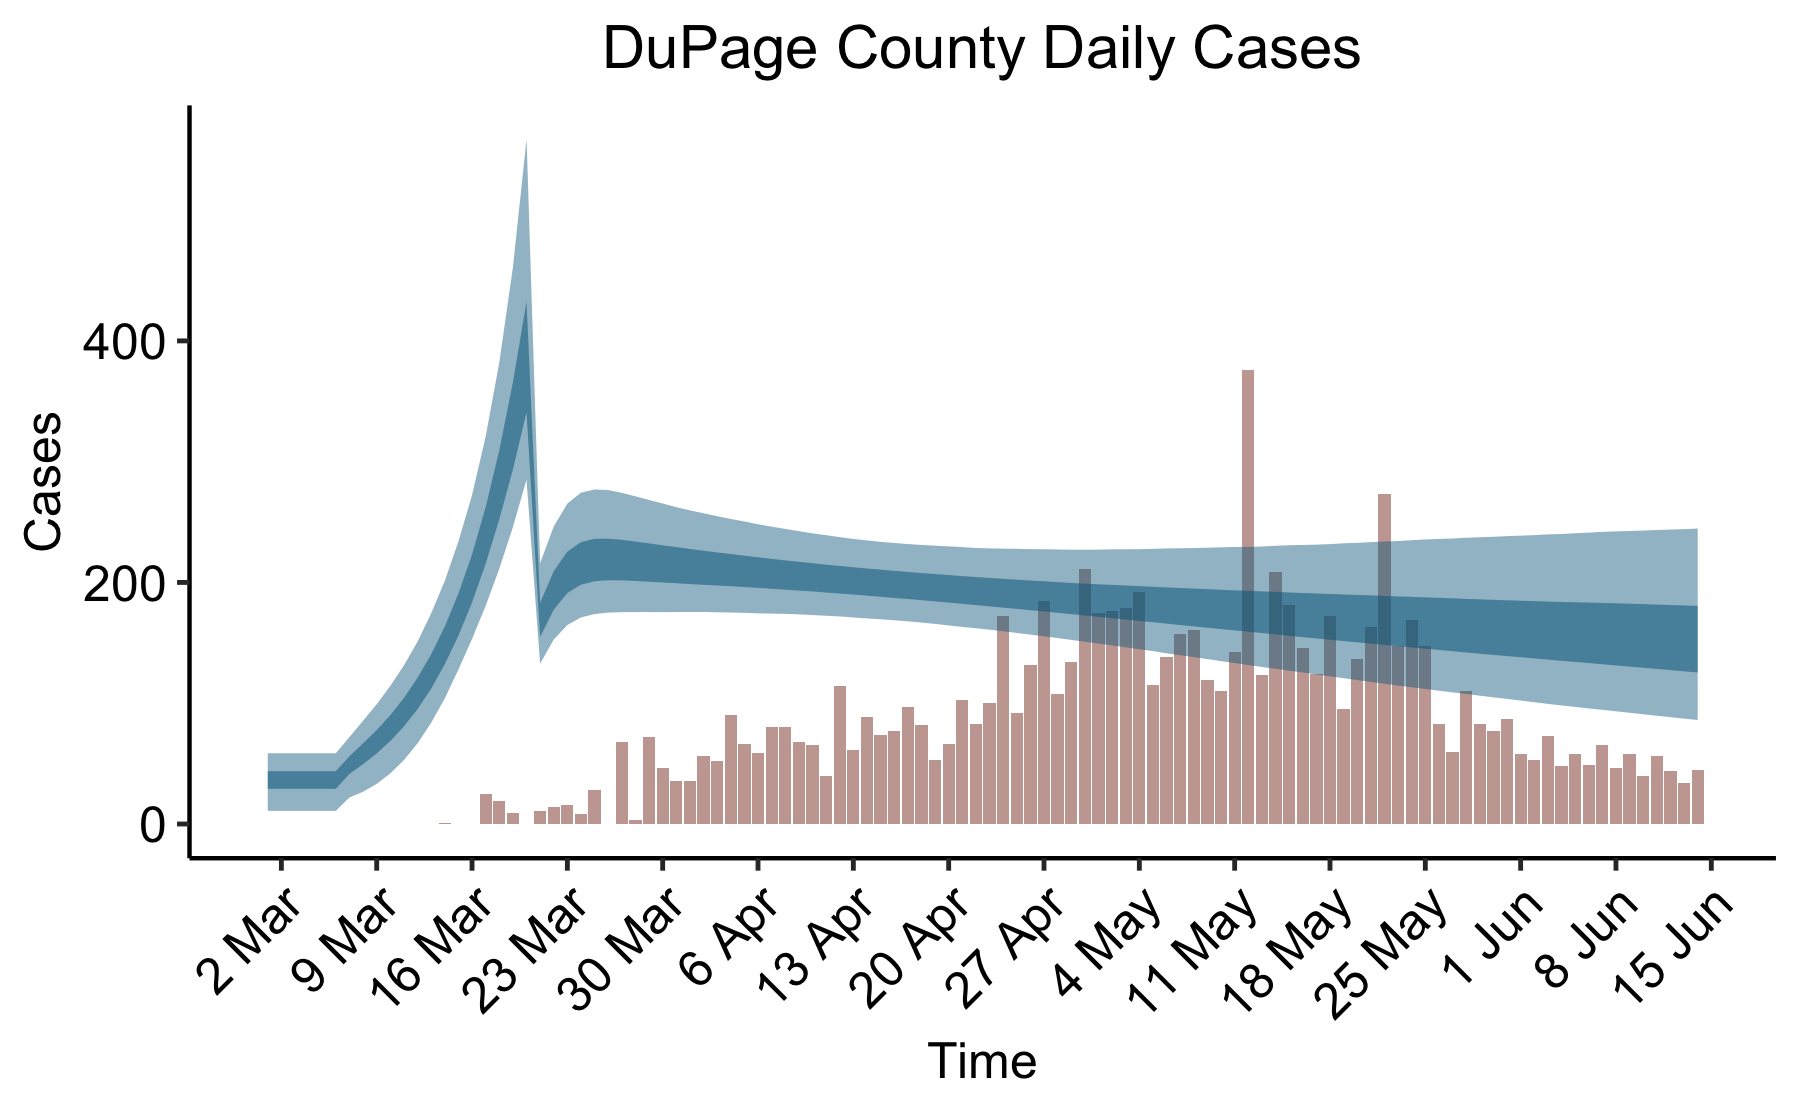 DuPage County Daily Cases
Cases
400
200
0
2 Mar
9 Mar
16 Mar
23 Mar
30 Mar
6 Apr
13 Apr
20 Apr
27 Apr
4 May
11 May
18 May
25 May
1 Jun
8 Jun
15 Jun
Time